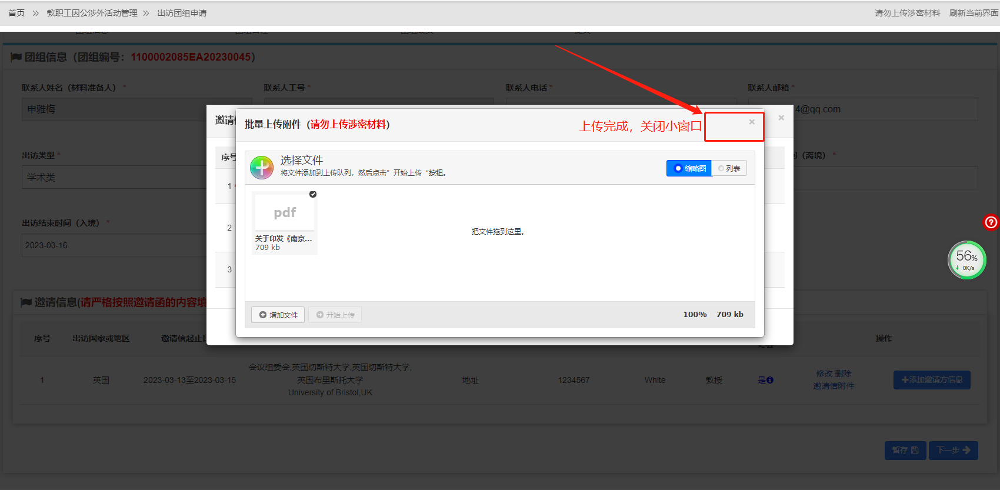 首页 » 教职工因公涉外活动管理 » 出访团组申请
请勿上传涉密材料 刷新当前界面
团组信息（团组编号：1100002085EA20230045）
联系人姓名（材料准备人） *
联系人工号 *
联系人电话 *
联系人邮箱 *
申雅梅
4@qq.com
邀请
批量上传附件（请勿上传涉密材料）
上传完成，关闭小窗口
×
×
出访类型 *
序号
（离境） *
选择文件
将文件添加到上传队列，然后点击”开始上传“按钮。
缩略图
列表
学术类
1 *
pdf
关于印发《南京...
709 kb
把文件拖到这里。
出访结束时间（入境） *
2
2023-03-16
3
56%
0K/s
邀请信息(请严格按照邀请函的内容填
增加文件
开始上传
100% 709 kb
序号
出访国家或地区
邀请信起止
操作
1
英国
2023-03-13至2023-03-15
会议组委会,英国切斯特大学,英国切斯特大学,
英国布里斯托大学
University of Bristol,UK
地址
1234567
White
教授
是
修改 删除
邀请信附件
添加邀请方信息
暂存
下一步